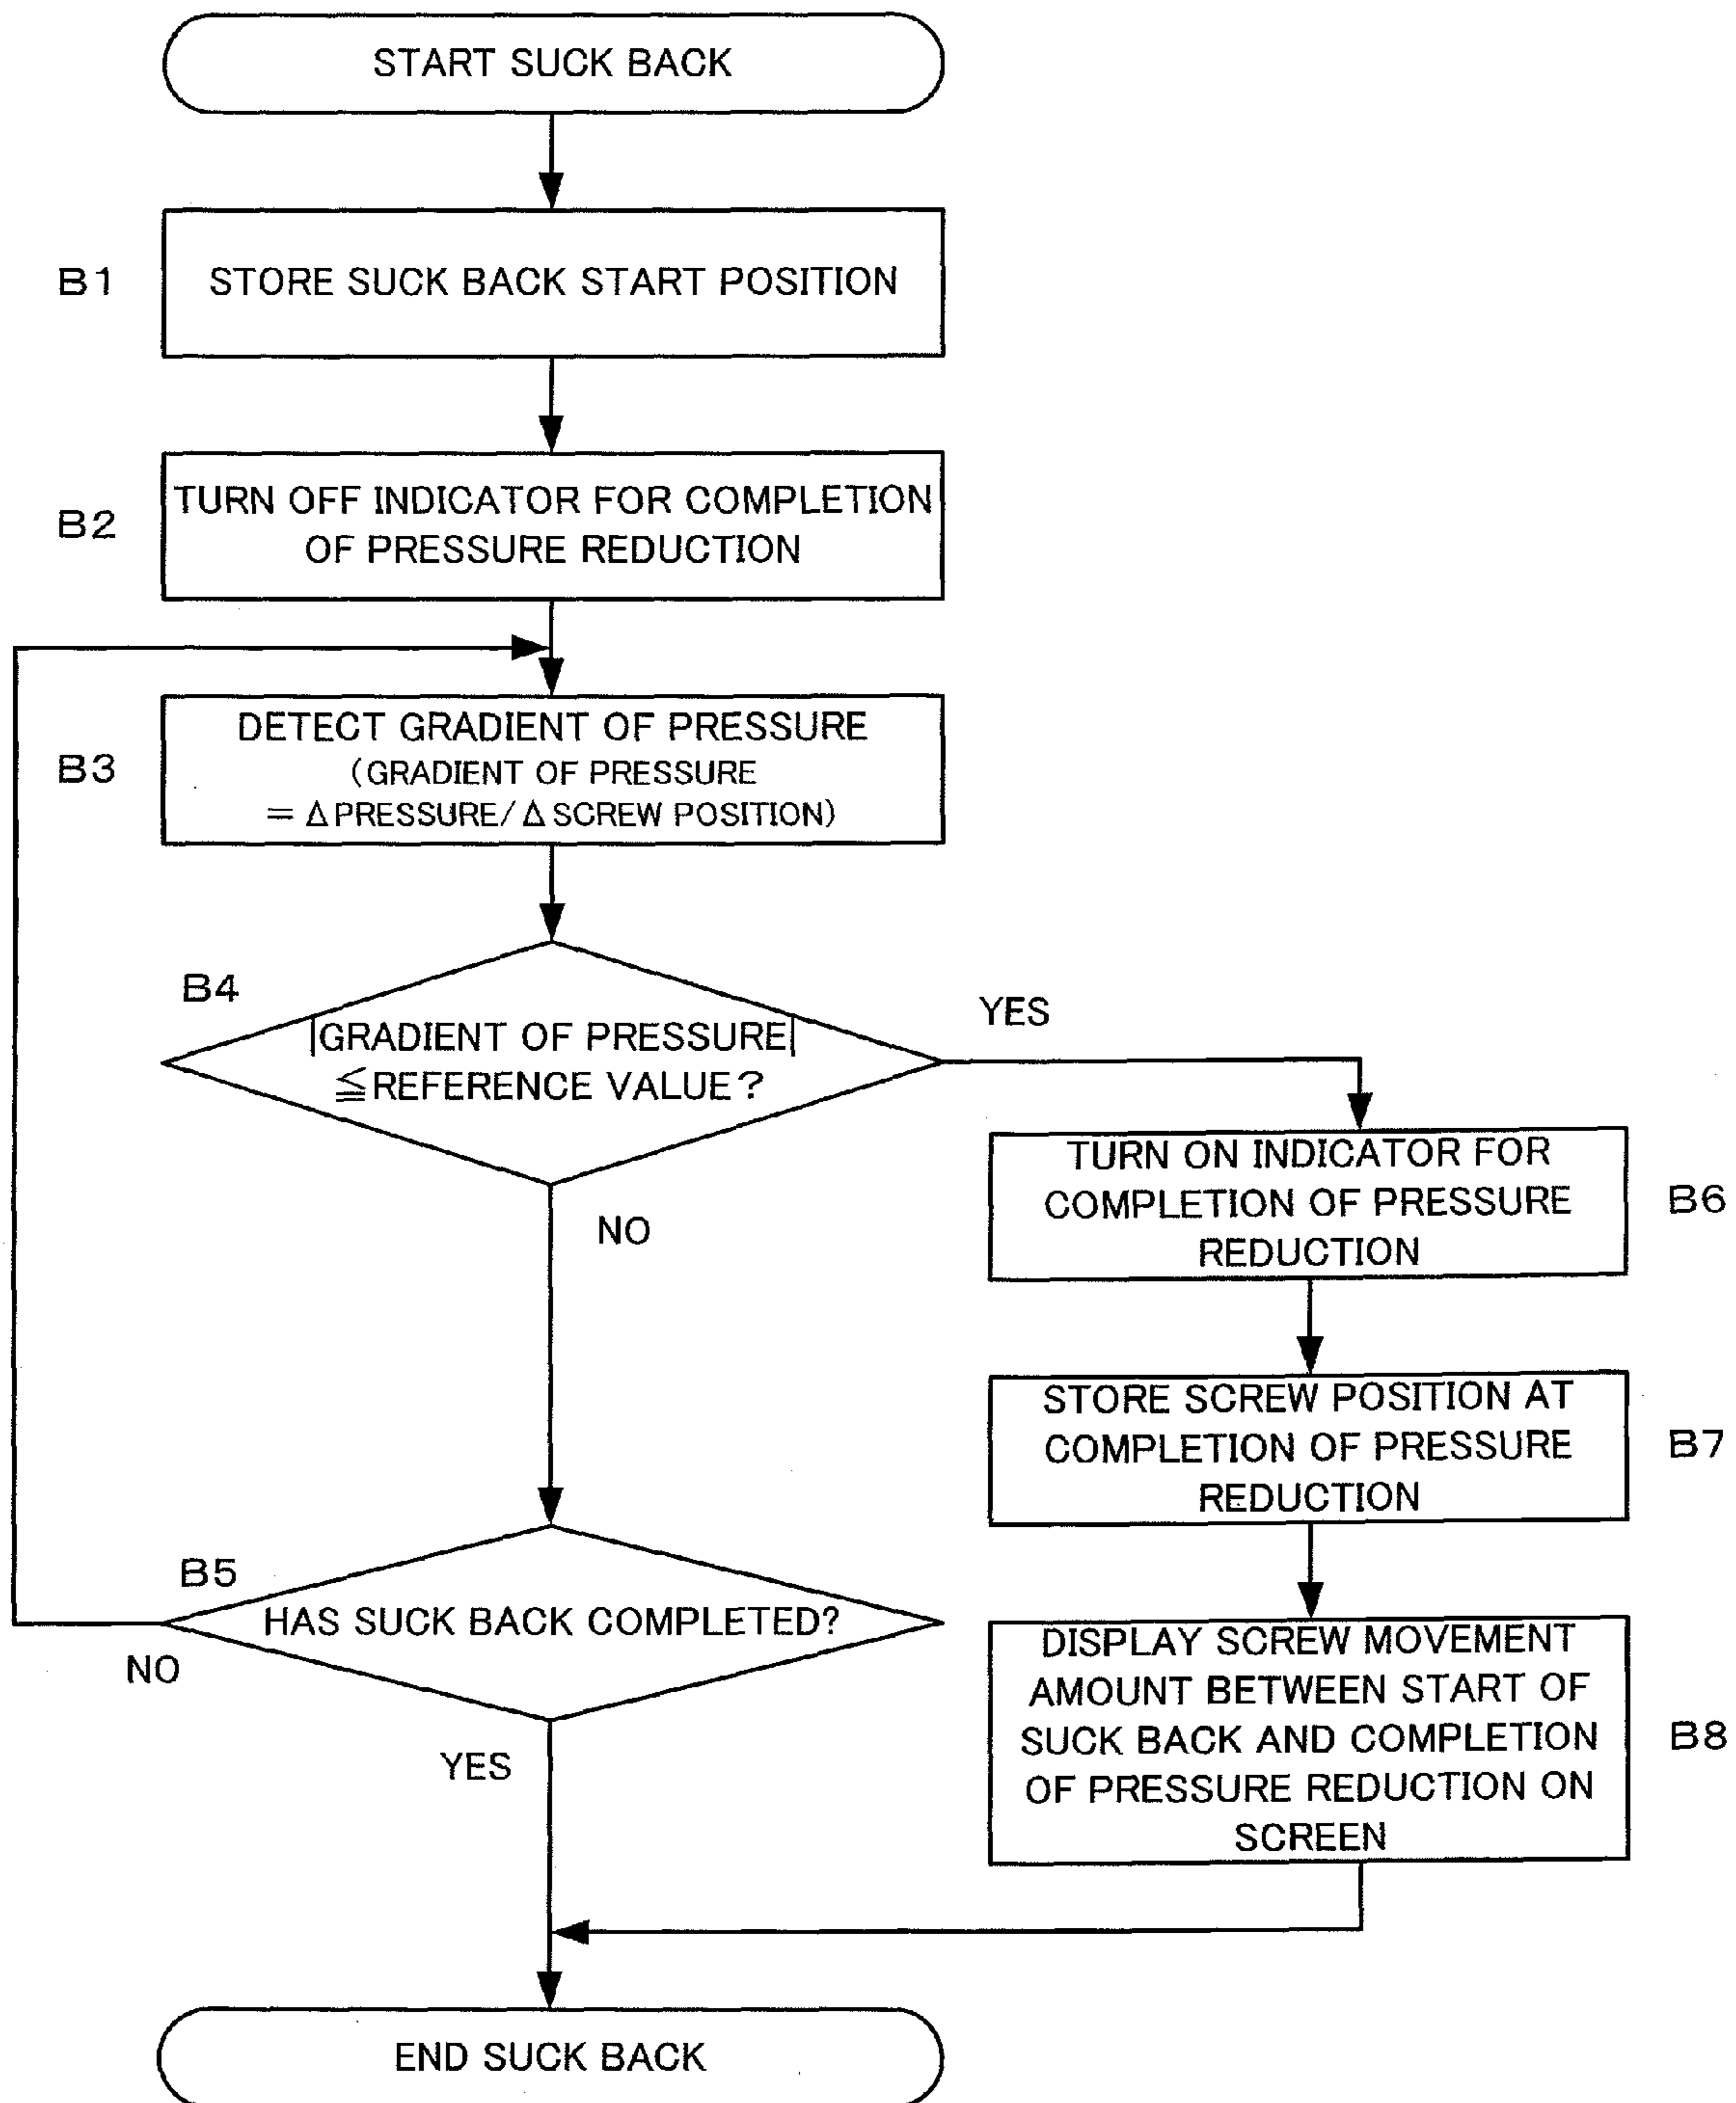 START SUCK BACK
B1
STORE SUCK BACK START POSITION
B2
TURN OFF INDICATOR FOR COMPLETION
OF PRESSURE REDUCTION
B3
DETECT GRADIENT OF PRESSURE
(GRADIENT OF PRESSURE
= Δ PRESSURE/ Δ SCREW POSITION)
B4
|GRADIENT OF PRESSURE|
≦REFERENCE VALUE?
YES
NO
TURN ON INDICATOR FOR
COMPLETION OF PRESSURE
REDUCTION
B6
STORE SCREW POSITION AT
COMPLETION OF PRESSURE
REDUCTION
B7
B5
HAS SUCK BACK COMPLETED?
NO
YES
DISPLAY SCREW MOVEMENT
AMOUNT BETWEEN START OF
SUCK BACK AND COMPLETION
OF PRESSURE REDUCTION ON
SCREEN
B8
END SUCK BACK